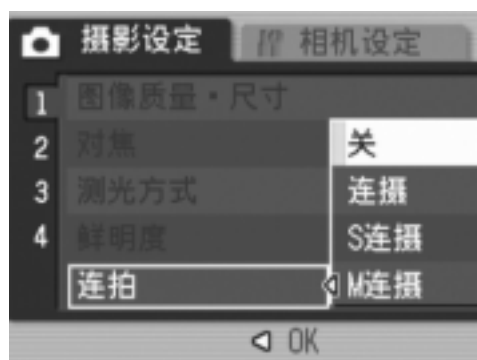 摄影设定 相机设定
1 图像质量·尺寸
2 对焦 关
3 测光方式 连摄
4 鲜明度 S连摄
连拍 M连摄
OK